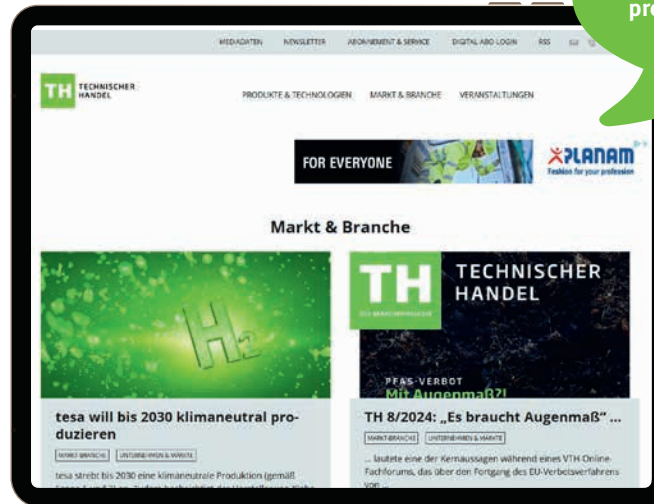 pro
MEDIADATEN NEWSLETTER ABONNEMENT & SERVICE DIGITAL ABO LOGIN RSS
TH TECHNISCHER
HANDEL
PRODUKTE & TECHNOLOGIEN MARKT & BRANCHE VERANSTALTUNGEN
FOR EVERYONE
PLANAM
Fashion for your profession
Markt & Branche
H2
TH TECHNISCHER
HANDEL
DAS BRANCHENMAGAZIN
PFAS-VERBOT
Mit Augenmaß?!
tesa will bis 2030 klimaneutral pro-
duzieren
MARKT-BRANCHE UNTERNEHMEN & MÄRKTE
tesa strebt bis 2030 eine klimaneutrale Produktion (gemäß
TH 8/2024: „Es braucht Augenmaß“ ...
MARKT-BRANCHE UNTERNEHMEN & MÄRKTE
... lautete eine der Kernaussagen während eines VTH-Online-
Fachforums, das über den Fortgang des EU-Verbotsverfahrens
von ...